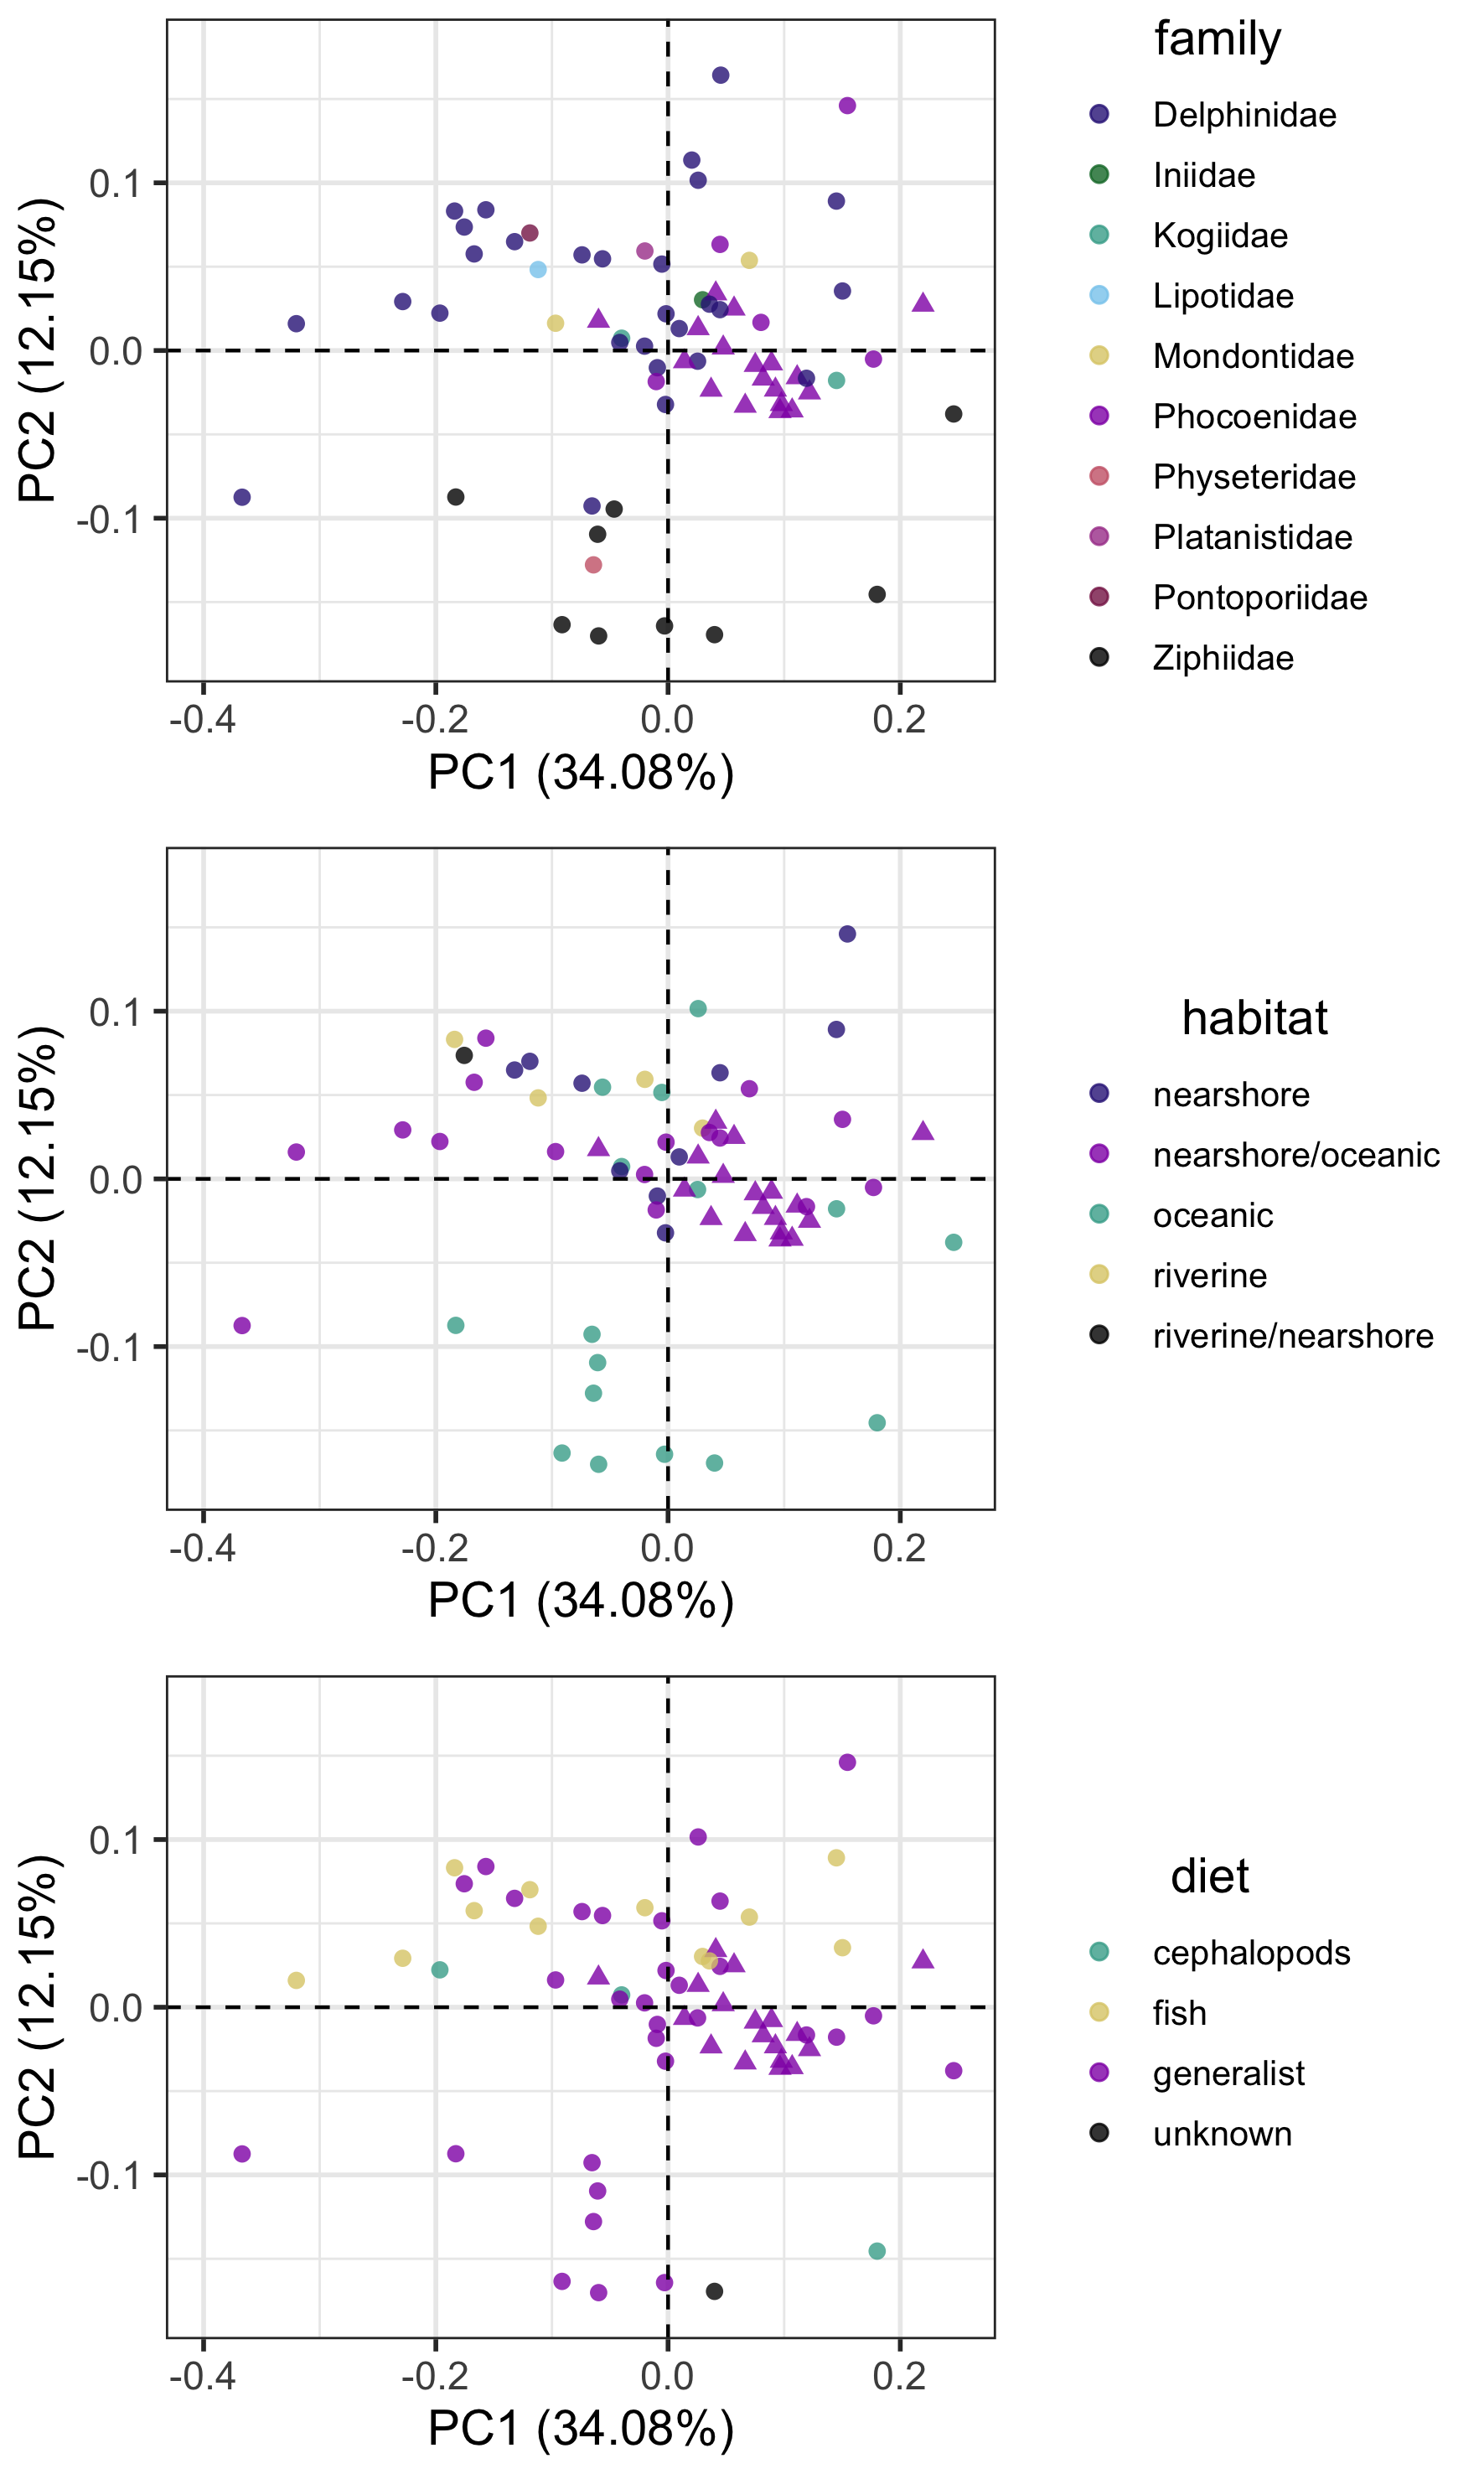 family
Delphinidae
Iniidae
Kogiidae
Lipotidae
Mondontidae
Phocoenidae
Physeteridae
Platanistidae
Pontoporiidae
Ziphiidae
PC2 (12.15%)
0.1
0.0
-0.1
-0.4 -0.2 0.0 0.2
PC1 (34.08%)
habitat
nearshore
nearshore/oceanic
oceanic
riverine
riverine/nearshore
PC2 (12.15%)
0.1
0.0
-0.1
-0.4 -0.2 0.0 0.2
PC1 (34.08%)
diet
cephalopods
fish
generalist
unknown
PC2 (12.15%)
0.1
0.0
-0.1
-0.4 -0.2 0.0 0.2
PC1 (34.08%)